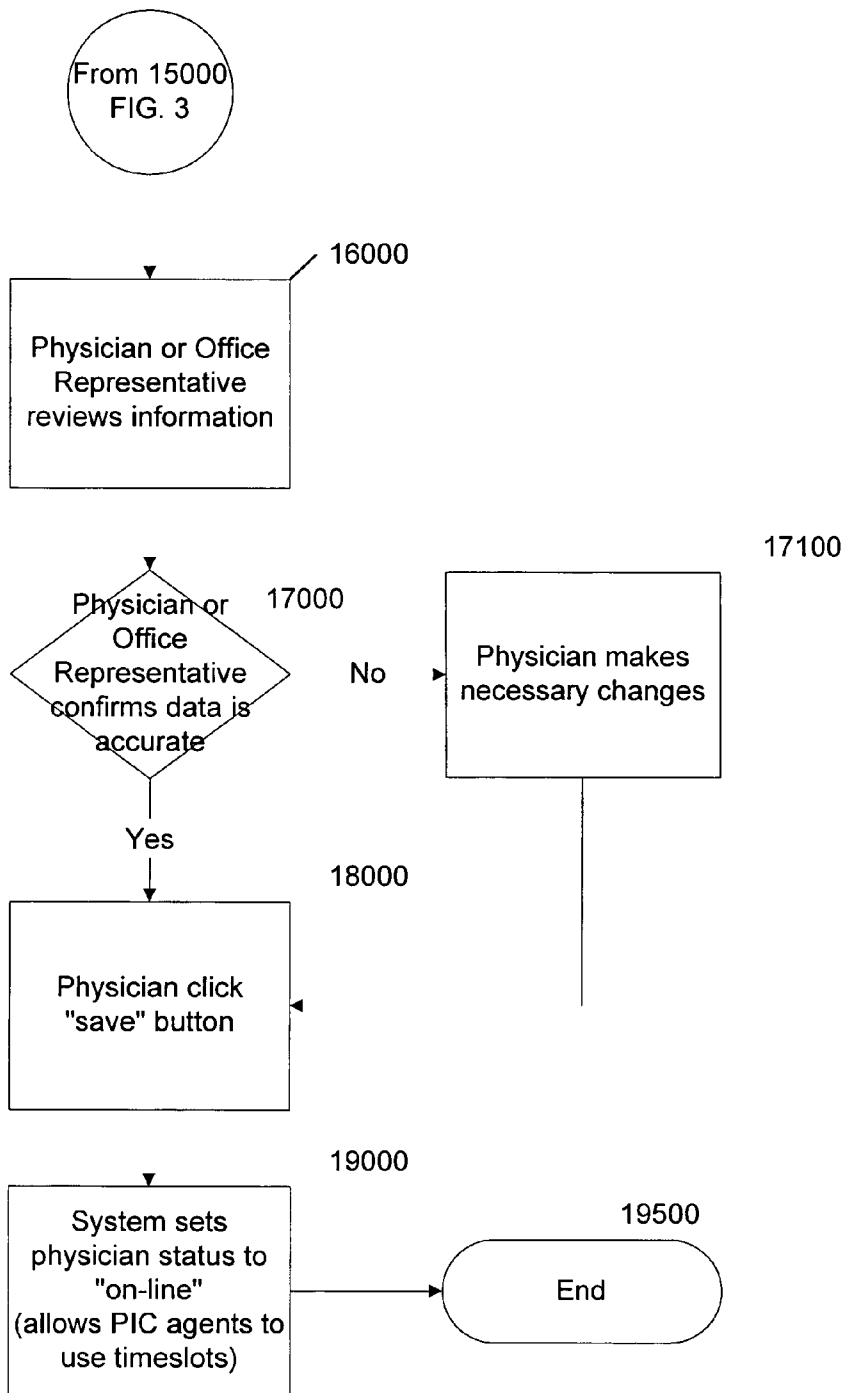 From 15000
FIG. 3
16000
Physician or Office
Representative
reviews information
17100
17000
Physician or
Office
Representative
confirms data is
accurate
No
Physician makes
necessary changes
Yes
18000
Physician click
"save" button
19000
System sets
physician status to
"on-line"
(allows PIC agents to
use timeslots)
19500
End